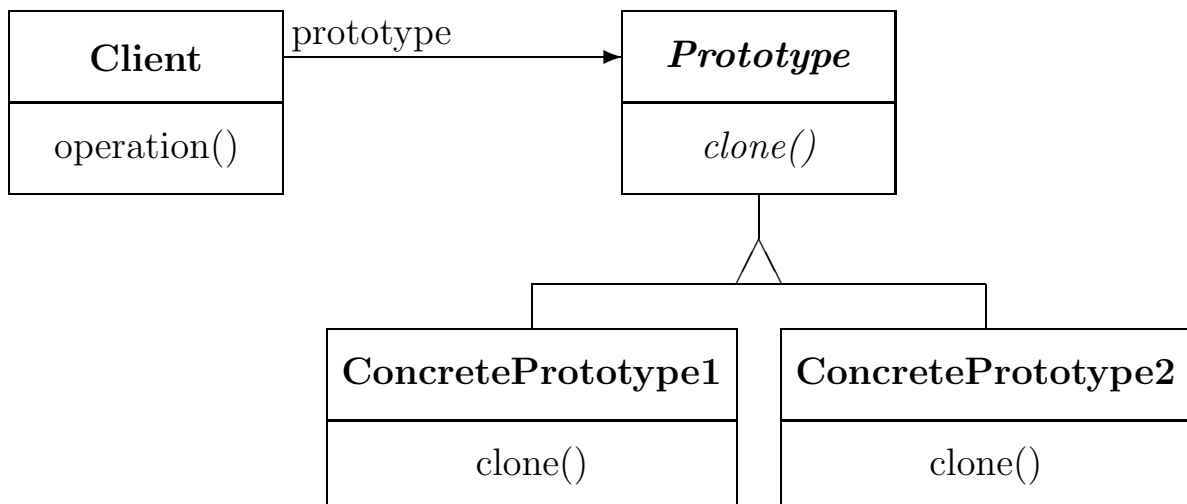 Client
prototype
Prototype
operation()
clone()
ConcretePrototype1
ConcretePrototype2
clone()
clone()